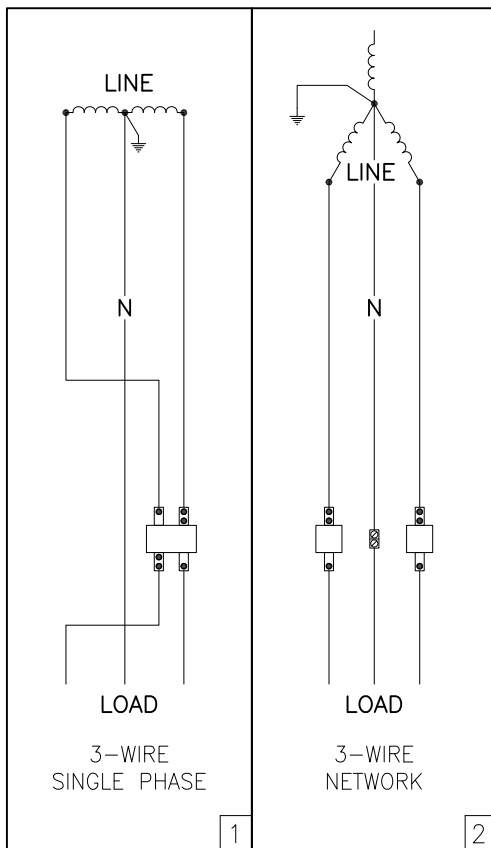 LINE
N
LOAD
3-WIRE
SINGLE PHASE
1
LINE
N
LOAD
3-WIRE
NETWORK
2